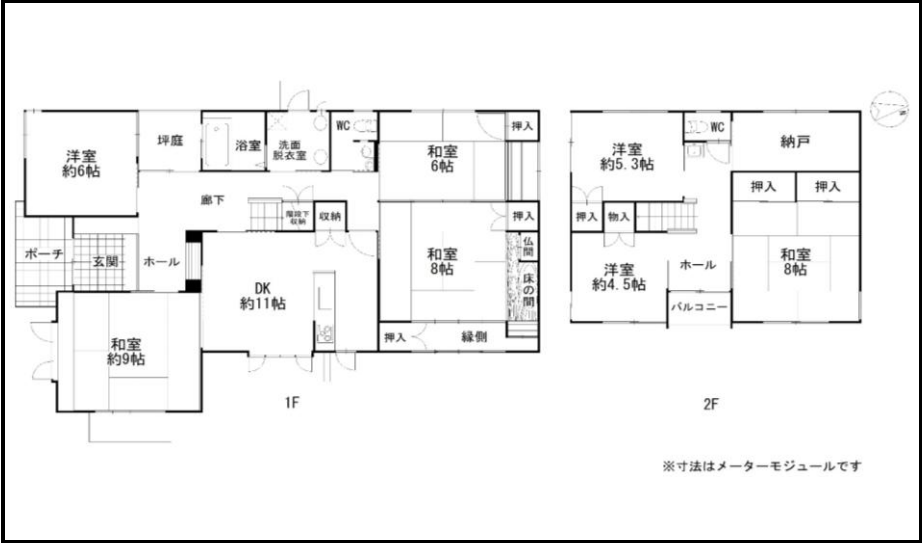 洋室
約6帖
坪庭
浴室
洗面
脱衣室
WC
和室
6帖
押入
廊下
階段下
収納
収納
押入
ポーチ
玄関
ホール
DK
約11帖
和室
8帖
仏間
床の間
和室
約9帖
押入
縁側
1F
洋室
約5.3帖
WC
納戸
押入
押入
押入
物入
洋室
約4.5帖
ホール
和室
8帖
バルコニー
2F
※寸法はメーターモジュールです